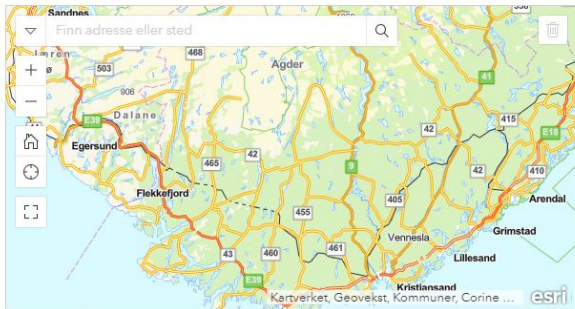 Sandnes
Finn adresse eller sted
Jæren
468
Agder
503
41
906
Dalane
E39
415
42
E18
Egersund
465
42
9
42
410
Flekkefjord
405
Arendal
455
Grimstad
Vennesla
43
460
461
Lillesand
E39
Kristiansand
Kartverket, Geovekst, Kommuner, Corine ...
esri